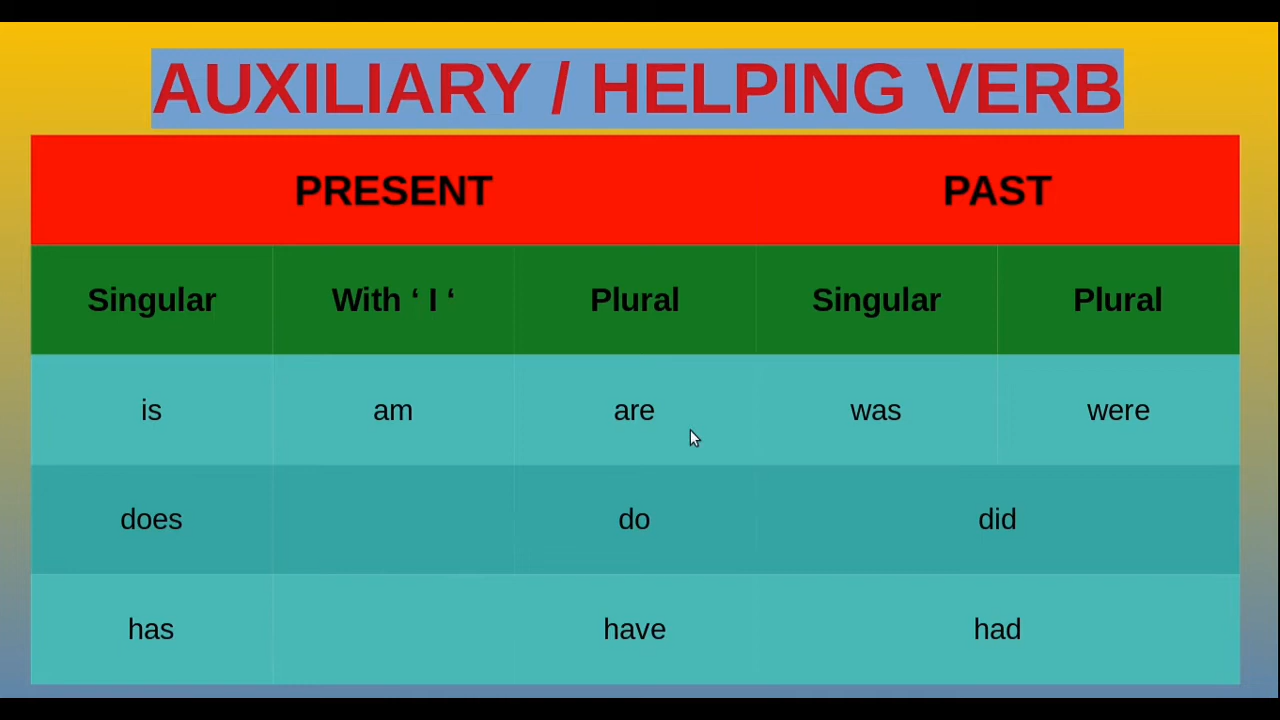 AUXILIARY / HELPING VERB
PRESENT PAST
Singular With ‘ I ‘ Plural Singular Plural
is am are was were
does do did
has have had